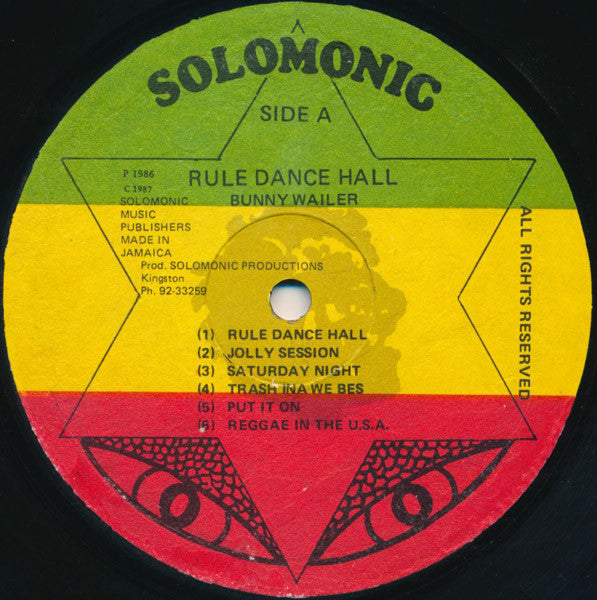 SOLOMONIC
SIDE A
RULE DANCE HALL
BUNNY WAILER
P 1986
C 1987
SOLOMONIC
MUSIC
PUBLISHERS
MADE IN
JAMAICA
Prod. SOLOMONIC PRODUCTIONS
Kingston
Ph. 92-33259
ALL RIGHTS RESERVED
(1) RULE DANCE HALL
(2) JOLLY SESSION
(3) SATURDAY NIGHT
(4) TRASH INA WE BES
(5) PUT IT ON
(6) REGGAE IN THE U.S.A.